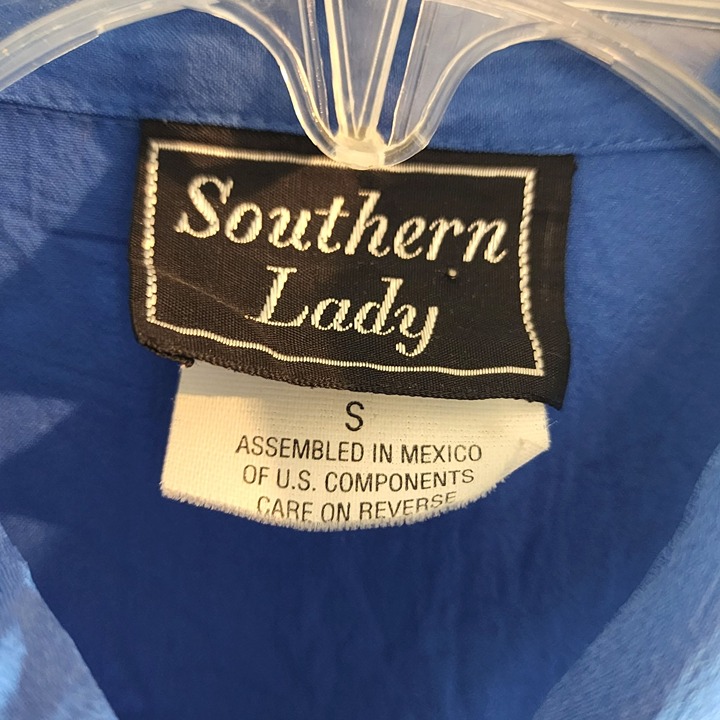 Southern
Lady
S
ASSEMBLED IN MEXICO
OF U.S. COMPONENTS
CARE ON REVERSE